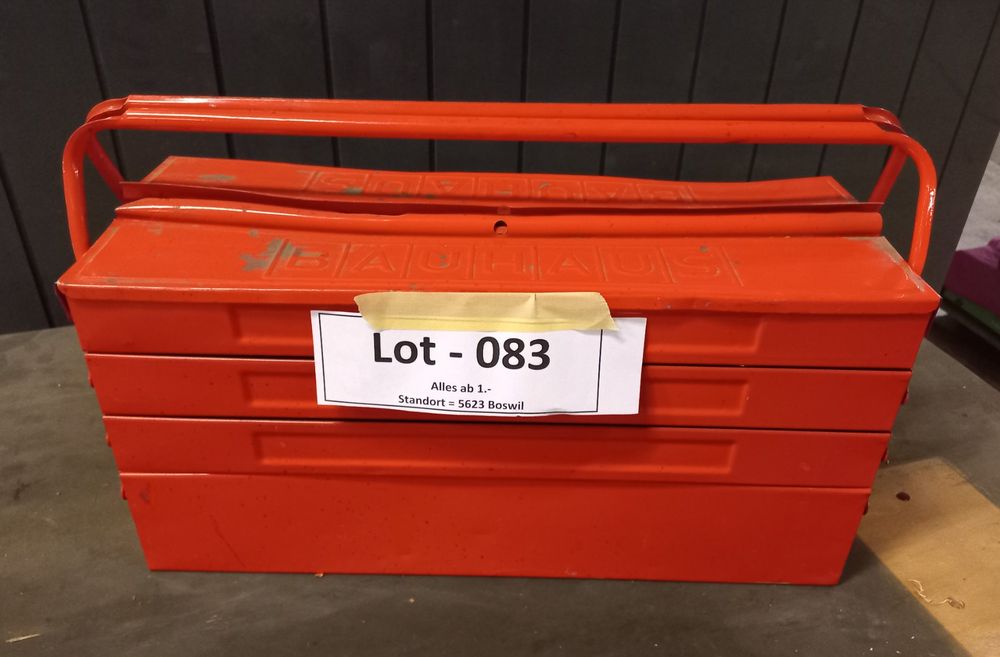 BAUHAUS
BAUHAUS
Lot - 083
Alles ab 1.-
Standort = 5623 Boswil